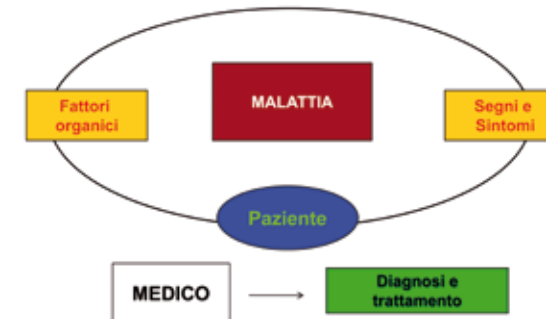 Fattori
organici
MALATTIA
Segni e
Sintomi
Paziente
MEDICO
Diagnosi e
trattamento